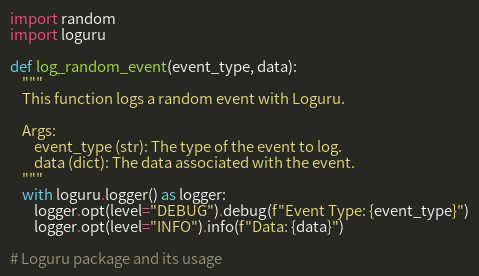 import random
import loguru

def log_random_event(event_type, data):
    """
    This function logs a random event with Loguru.

    Args:
        event_type (str): The type of the event to log.
        data (dict): The data associated with the event.
    """
    with loguru.logger() as logger:
        logger.opt(level="DEBUG").debug(f"Event Type: {event_type}")
        logger.opt(level="INFO").info(f"Data: {data}")

# Loguru package and its usage